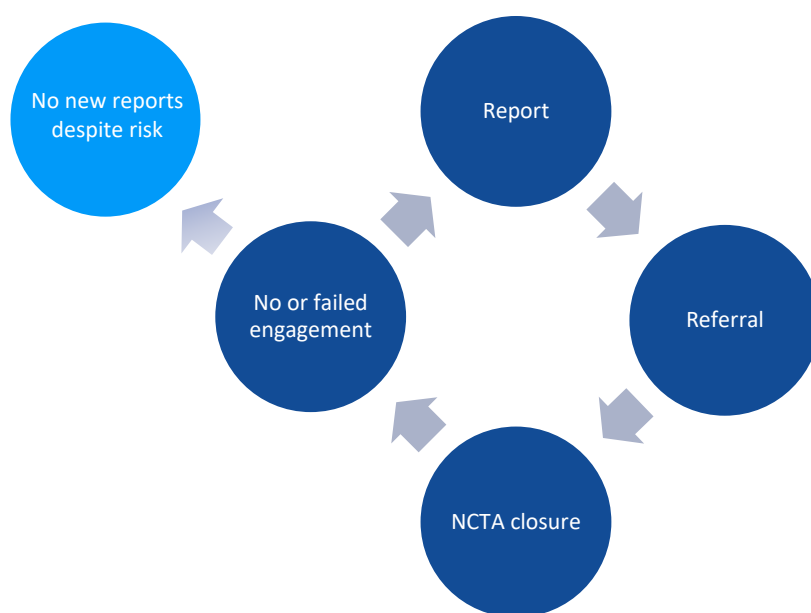 No new reports
despite risk
Report
No or failed
engagement
Referral
NCTA closure